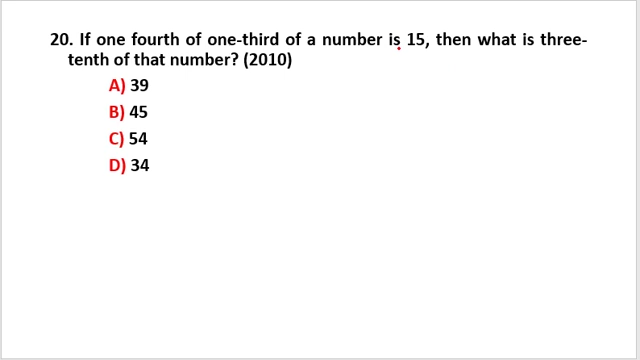 20. If one fourth of one-third of a number is 15, then what is three-
tenth of that number? (2010)
A) 39
B) 45
C) 54
D) 34